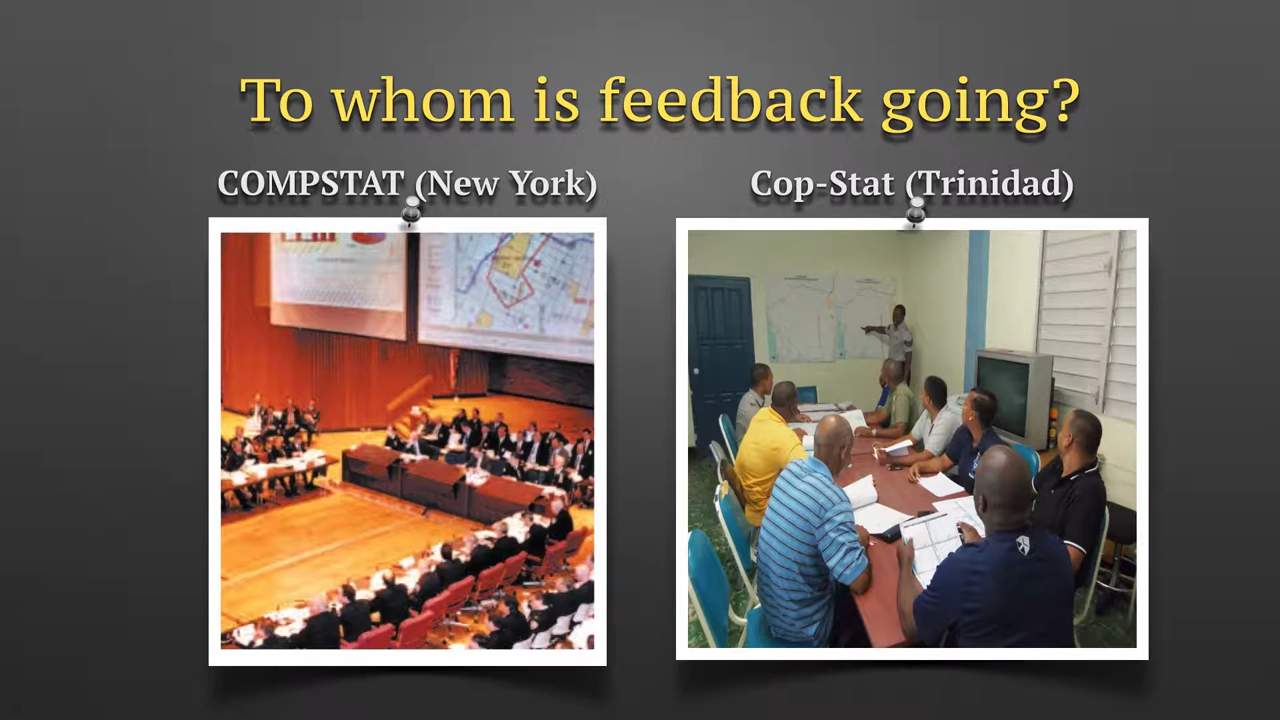 To whom is feedback going?
COMPSTAT (New York)
Cop-Stat (Trinidad)